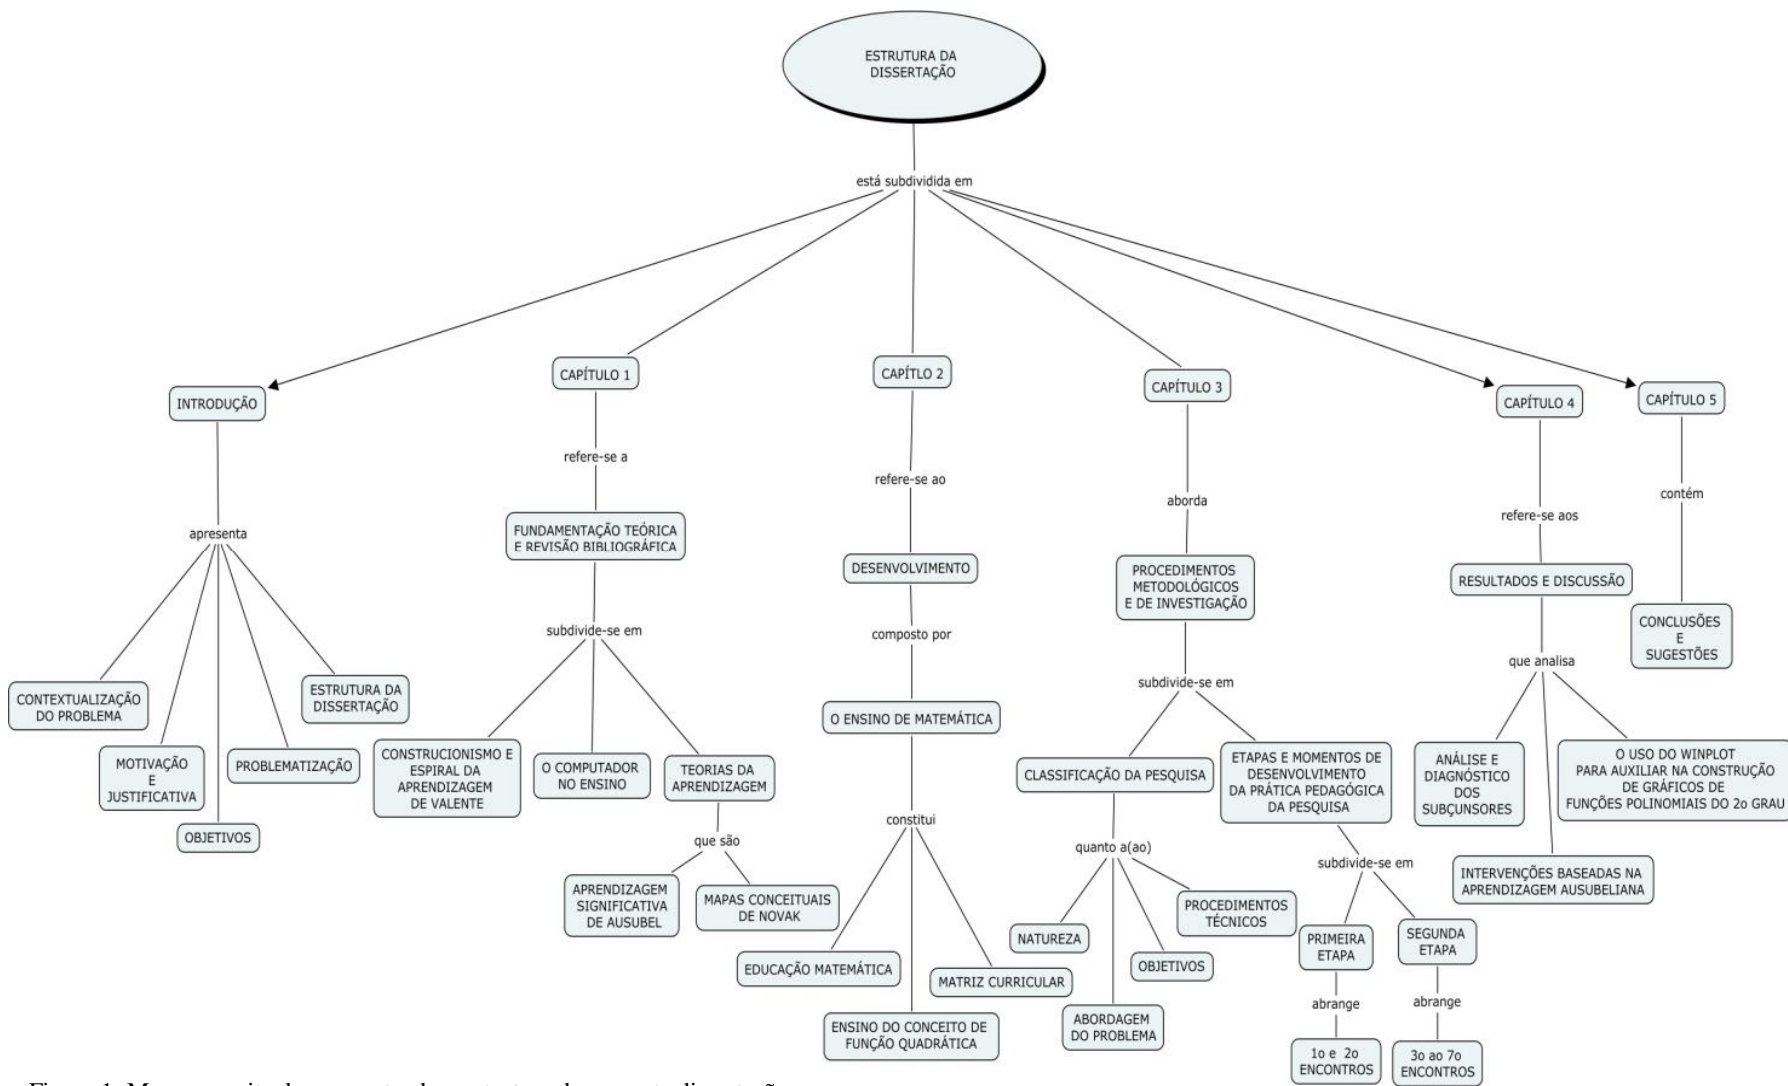 ESTRUTURA DA
DISSERTAÇÃO
está subdividida em
INTRODUÇÃO
apresenta
CONTEXTUALIZAÇÃO
DO PROBLEMA
MOTIVAÇÃO
E
JUSTIFICATIVA
OBJETIVOS
PROBLEMATIZAÇÃO
ESTRUTURA DA
DISSERTAÇÃO
CAPÍTULO 1
refere-se a
FUNDAMENTAÇÃO TEÓRICA
E REVISÃO BIBLIOGRÁFICA
subdivide-se em
CONSTRUCIONISMO E
ESPIRAL DA
APRENDIZAGEM
DE VALENTE
O COMPUTADOR
NO ENSINO
TEORIAS DA
APRENDIZAGEM
que são
APRENDIZAGEM
SIGNIFICATIVA
DE AUSUBEL
MAPAS CONCEITUAIS
DE NOVAK
CAPÍTLO 2
refere-se ao
DESENVOLVIMENTO
composto por
O ENSINO DE MATEMÁTICA
constitui
EDUCAÇÃO MATEMÁTICA
ENSINO DO CONCEITO DE
FUNÇÃO QUADRÁTICA
MATRIZ CURRICULAR
CAPÍTULO 3
aborda
PROCEDIMENTOS
METODOLÓGICOS
E DE INVESTIGAÇÃO
subdivide-se em
CLASSIFICAÇÃO DA PESQUISA
quanto a(ao)
NATUREZA
ABORDAGEM
DO PROBLEMA
OBJETIVOS
PROCEDIMENTOS
TÉCNICOS
ETAPAS E MOMENTOS DE
DESENVOLVIMENTO
DA PRÁTICA PEDAGÓGICA
DA PESQUISA
subdivide-se em
PRIMEIRA
ETAPA
abrange
1o e 2o
ENCONTROS
SEGUNDA
ETAPA
abrange
3o ao 7o
ENCONTROS
CAPÍTULO 4
refere-se aos
RESULTADOS E DISCUSSÃO
que analisa
ANÁLISE E
DIAGNÓSTICO
DOS
SUBÇUNSORES
INTERVENÇÕES BASEADAS NA
APRENDIZAGEM AUSUBELIANA
O USO DO WINPLOT
PARA AUXILIAR NA CONSTRUÇÃO
DE GRÁFICOS DE
FUNÇÕES POLINOMIAIS DO 2o GRAU
CAPÍTULO 5
contém
CONCLUSÕES
E
SUGESTÕES